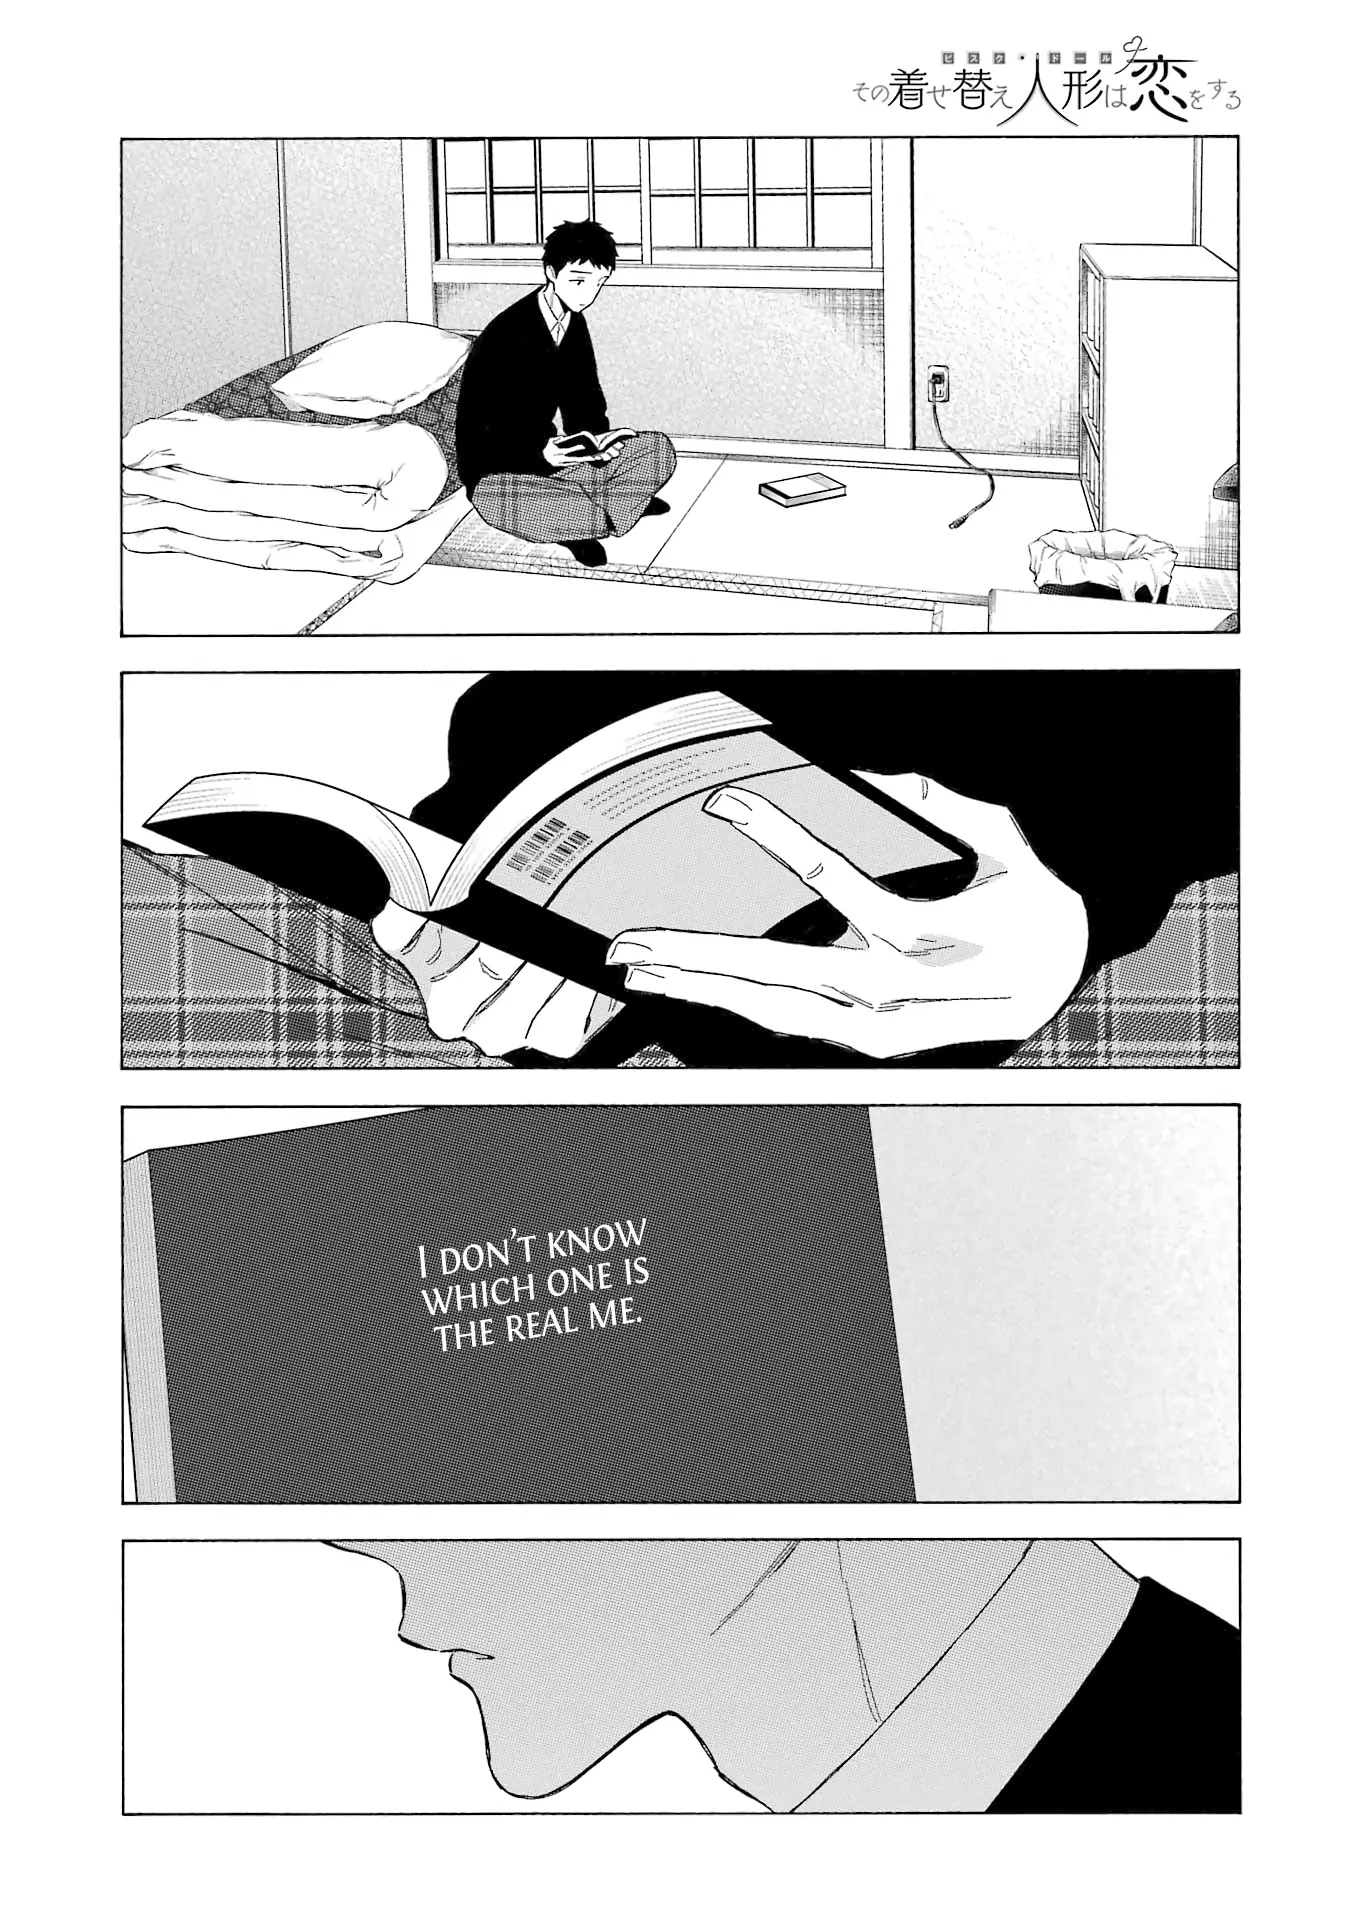 ビスク・ドール
その着せ替え人形は恋をする
I DON'T KNOW
WHICH ONE IS
THE REAL ME.